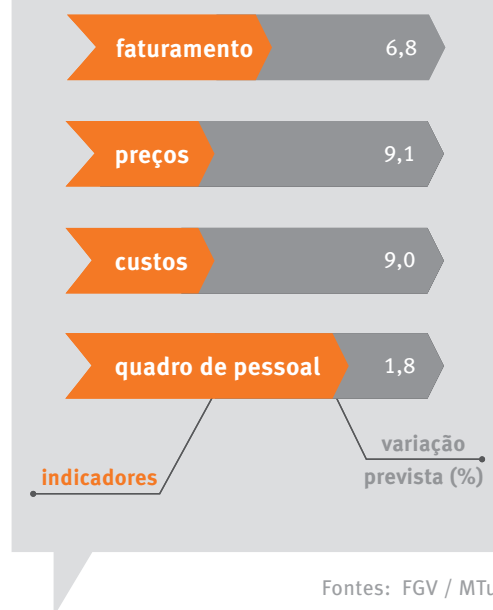 faturamento 6,8
preços 9,1
custos 9,0
quadro de pessoal 1,8
variação
indicadores prevista (%)
Fontes: FGV / MTu